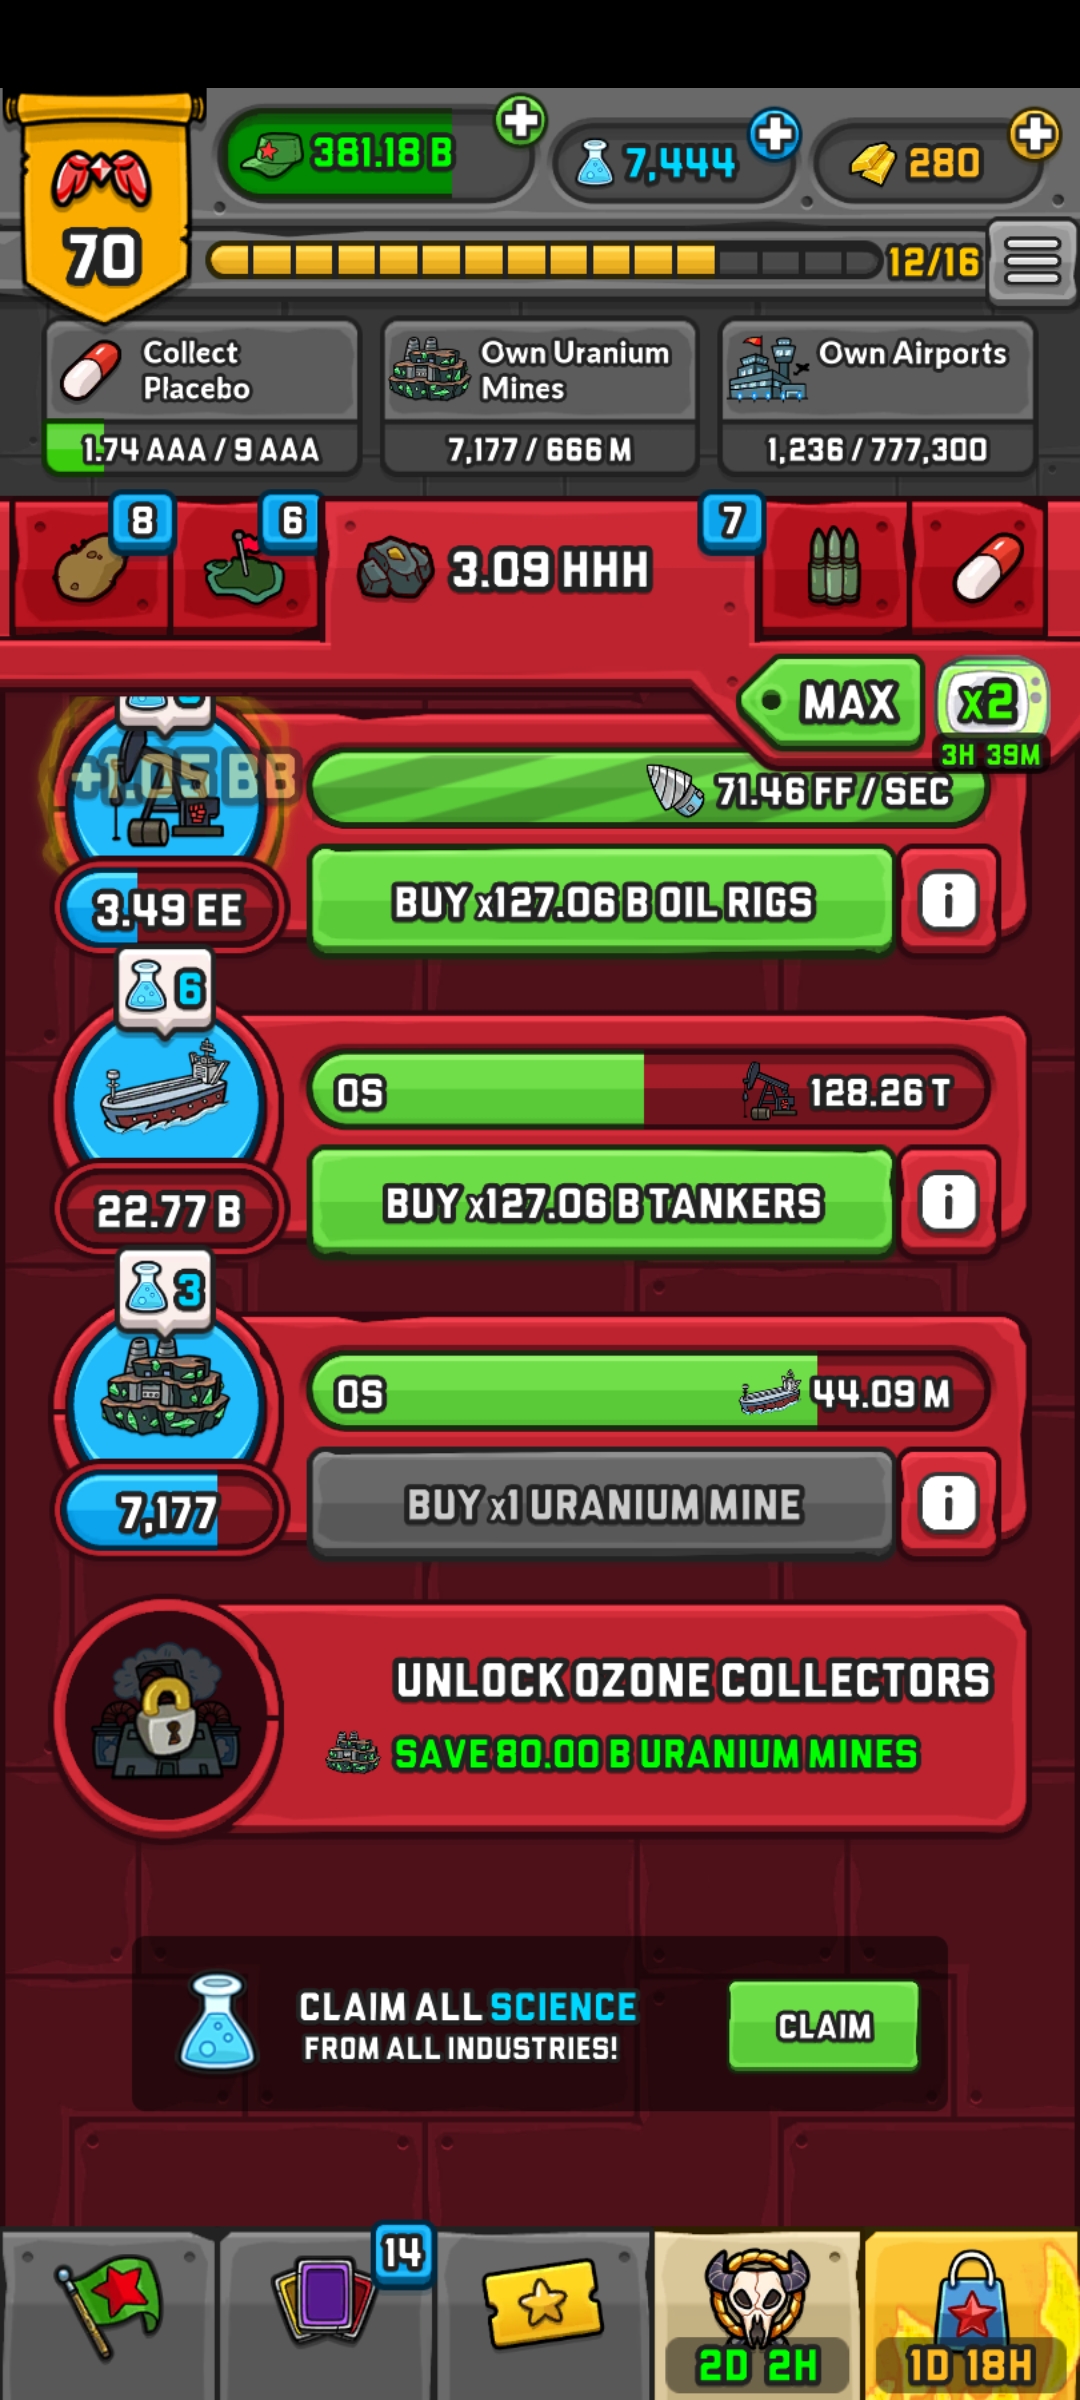 381.18 B
7,444
280
70
12/16
Collect
Placebo
1.74 AAA / 9 AAA
Own Uranium
Mines
7,177 / 666 M
Own Airports
1,236 / 777,300
8
6
3.09 HHH
7
MAX
x2
3H 39M
+1.05 BB
71.46 FF / SEC
3.49 EE
BUY x127.06 B OIL RIGS
i
6
0S
128.26 T
22.77 B
BUY x127.06 B TANKERS
i
3
0S
44.09 M
7,177
BUY x1 URANIUM MINE
i
UNLOCK OZONE COLLECTORS
SAVE 80.00 B URANIUM MINES
CLAIM ALL SCIENCE
FROM ALL INDUSTRIES!
CLAIM
14
2D 2H
1D 18H